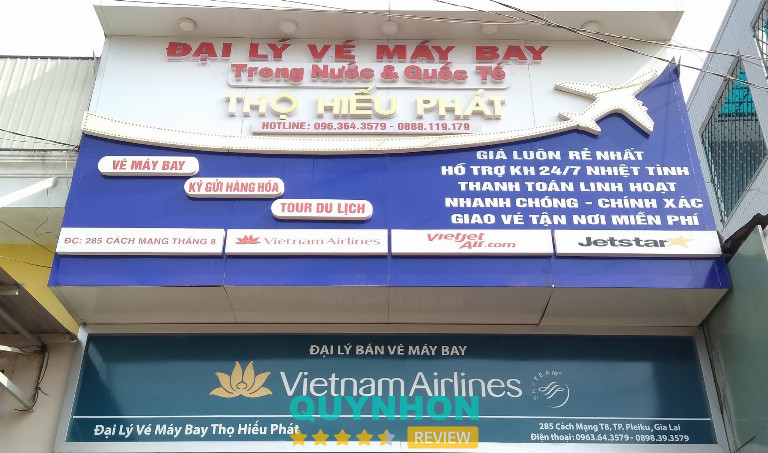 ĐẠI LÝ VÉ MÁY BAY
Trong Nước & Quốc Tế
THỌ HIẾU PHÁT
HOTLINE: 096.364.3579 - 0888.119.179
VÉ MÁY BAY
KÝ GỬI HÀNG HÓA
TOUR DU LỊCH
GIÁ LUÔN RẺ NHẤT
HỖ TRỢ KH 24/7 NHIỆT TÌNH
THANH TOÁN LINH HOẠT
NHANH CHÓNG - CHÍNH XÁC
GIAO VÉ TẬN NƠI MIỄN PHÍ
ĐC: 285 CÁCH MẠNG THÁNG 8
Vietnam Airlines
Vietjet Air.com
Jetstar
ĐẠI LÝ BÁN VÉ MÁY BAY
Vietnam Airlines
SKYTEAM
QUYNHON
REVIEW
Đại Lý Vé Máy Bay Thọ Hiếu Phát
285 Cách Mạng T8, TP. Pleiku, Gia Lai
Điện thoại: 0963.64.3579 - 0898.39.3579